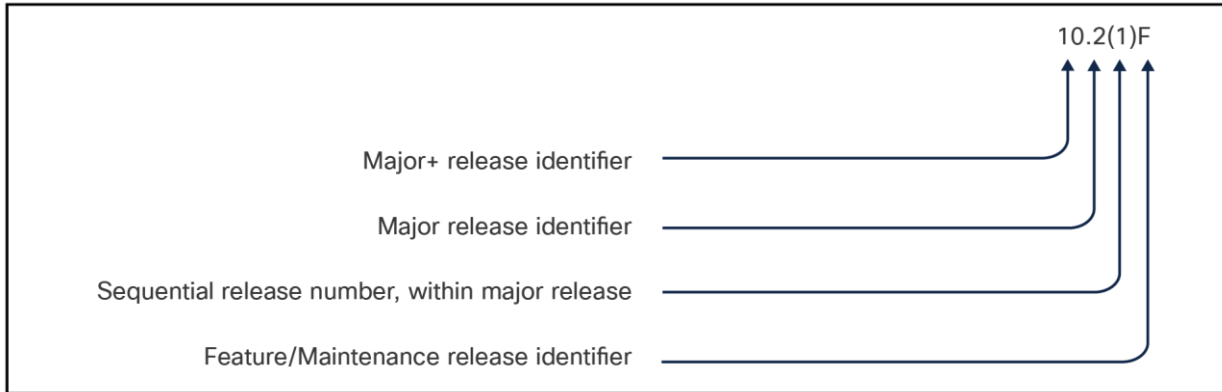 10.2(1)F
Major+ release identifier
Major release identifier
Sequential release number, within major release
Feature/Maintenance release identifier